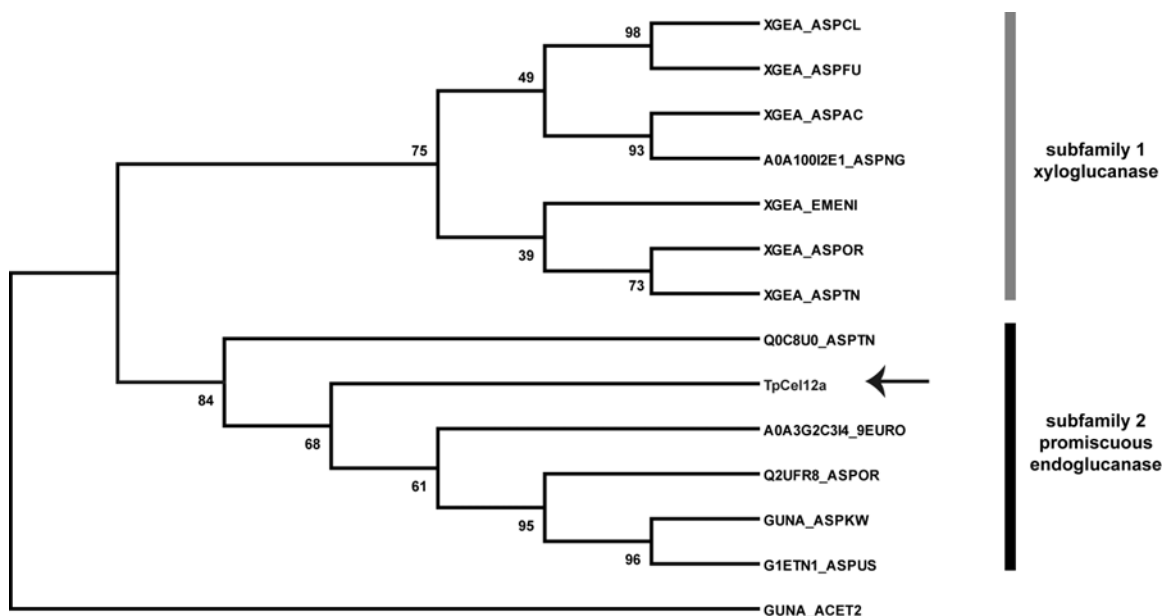 XGEA_ASPCL
98
XGEA_ASPFU
49
XGEA_ASPAC
93
A0A100I2E1_ASPNG
75
XGEA_EMENI
39
XGEA_ASPOR
73
XGEA_ASPTN
subfamily 1
xyloglucanase
Q0C8U0_ASPTN
84
TpCel12a
68
A0A3G2C3I4_9EURO
61
Q2UFR8_ASPOR
95
GUNA_ASPKW
96
G1ETN1_ASPUS
subfamily 2
promiscuous
endoglucanase
GUNA_ACET2